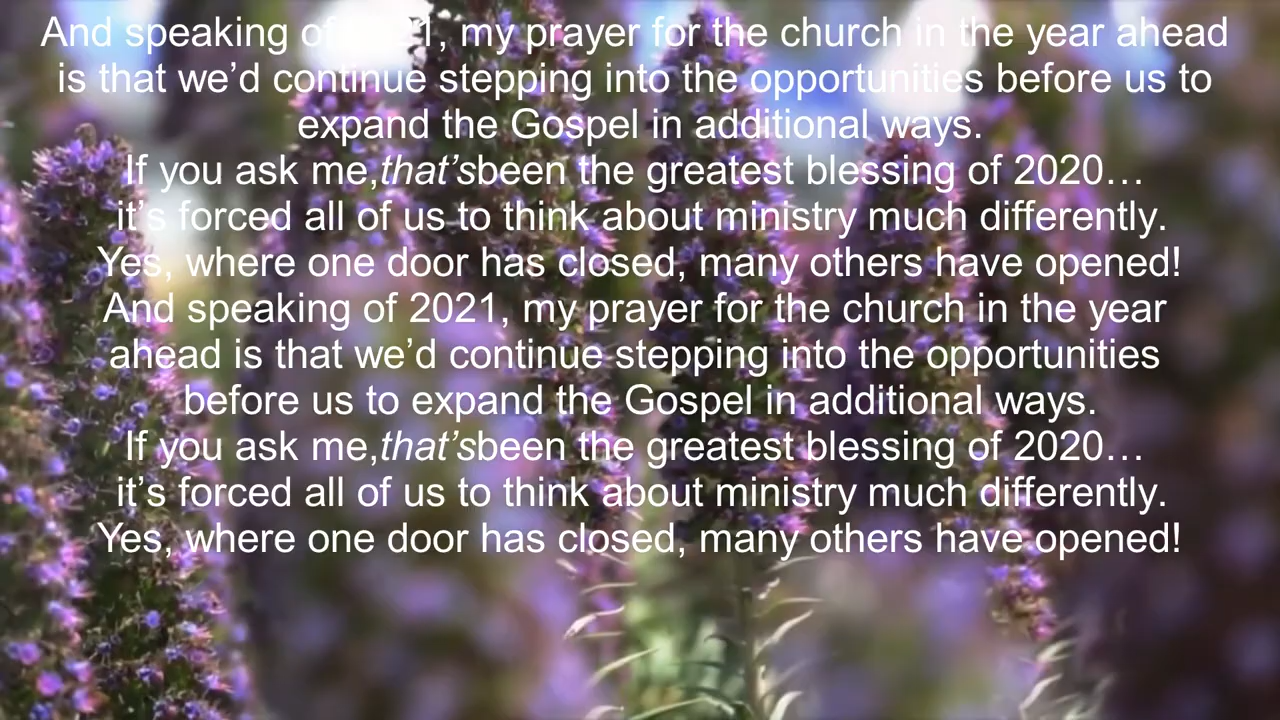 And speaking of 2021, my prayer for the church in the year ahead
is that we’d continue stepping into the opportunities before us to
expand the Gospel in additional ways.
If you ask me,that’sbeen the greatest blessing of 2020…
it’s forced all of us to think about ministry much differently.
Yes, where one door has closed, many others have opened!
And speaking of 2021, my prayer for the church in the year
ahead is that we’d continue stepping into the opportunities
before us to expand the Gospel in additional ways.
If you ask me,that’sbeen the greatest blessing of 2020…
it’s forced all of us to think about ministry much differently.
Yes, where one door has closed, many others have opened!